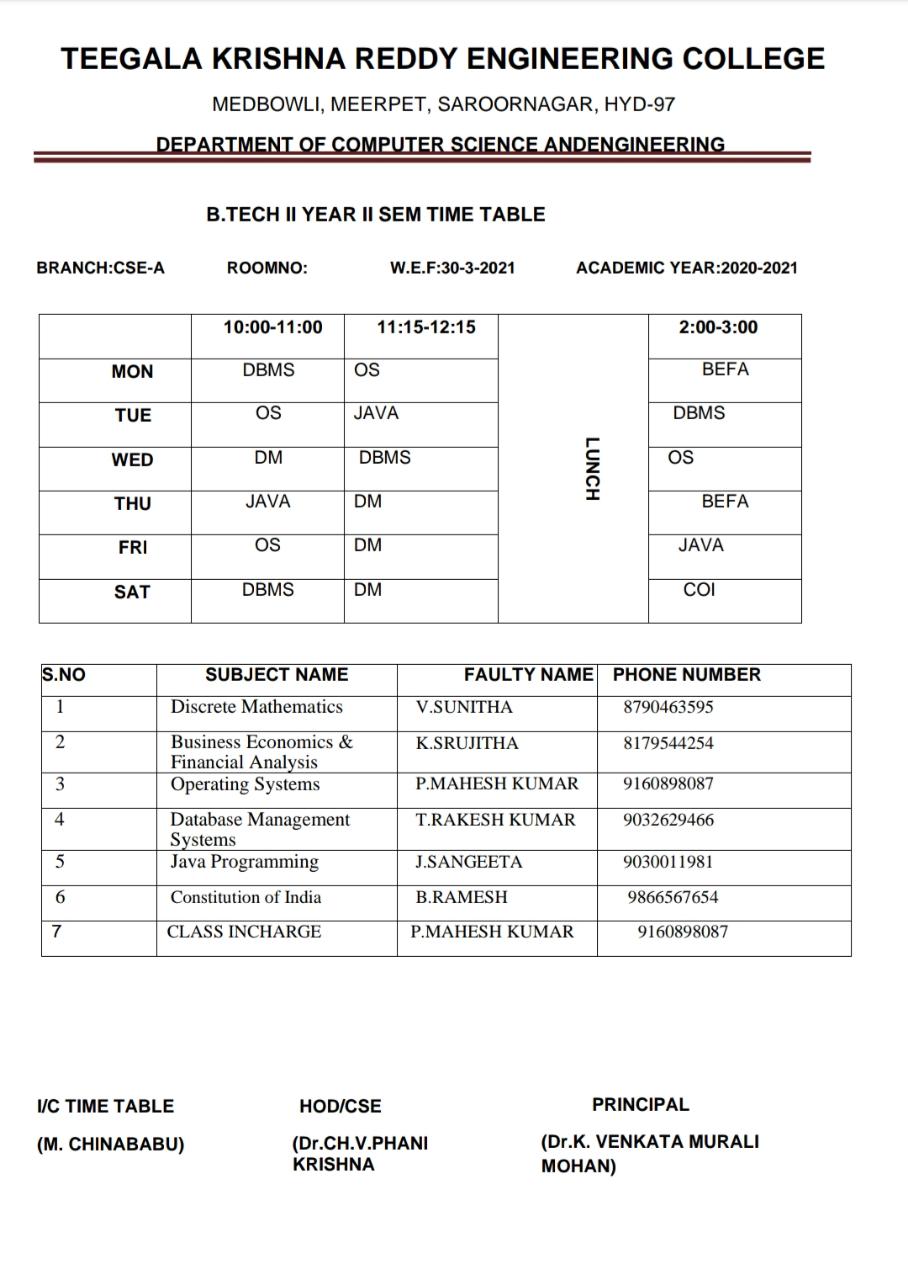 TEEGALA KRISHNA REDDY ENGINEERING COLLEGE
MEDBOWLI, MEERPET, SAROORNAGAR, HYD-97
DEPARTMENT OF COMPUTER SCIENCE ANDENGINEERING
B.TECH II YEAR II SEM TIME TABLE
BRANCH:CSE-A ROOMNO: W.E.F:30-3-2021 ACADEMIC YEAR:2020-2021
10:00-11:00 11:15-12:15 2:00-3:00
MON DBMS OS BEFA
TUE OS JAVA DBMS
WED DM DBMS OS
LUNCH
THU JAVA DM BEFA
FRI OS DM JAVA
SAT DBMS DM COI
S.NO SUBJECT NAME FAULTY NAME PHONE NUMBER
1 Discrete Mathematics V.SUNITHA 8790463595
2 Business Economics & K.SRUJITHA 8179544254
Financial Analysis
3 Operating Systems P.MAHESH KUMAR 9160898087
4 Database Management T.RAKESH KUMAR 9032629466
Systems
5 Java Programming J.SANGEETA 9030011981
6 Constitution of India B.RAMESH 9866567654
7 CLASS INCHARGE P.MAHESH KUMAR 9160898087
I/C TIME TABLE HOD/CSE PRINCIPAL
(M. CHINABABU) (Dr.CH.V.PHANI (Dr.K. VENKATA MURALI
KRISHNA MOHAN)